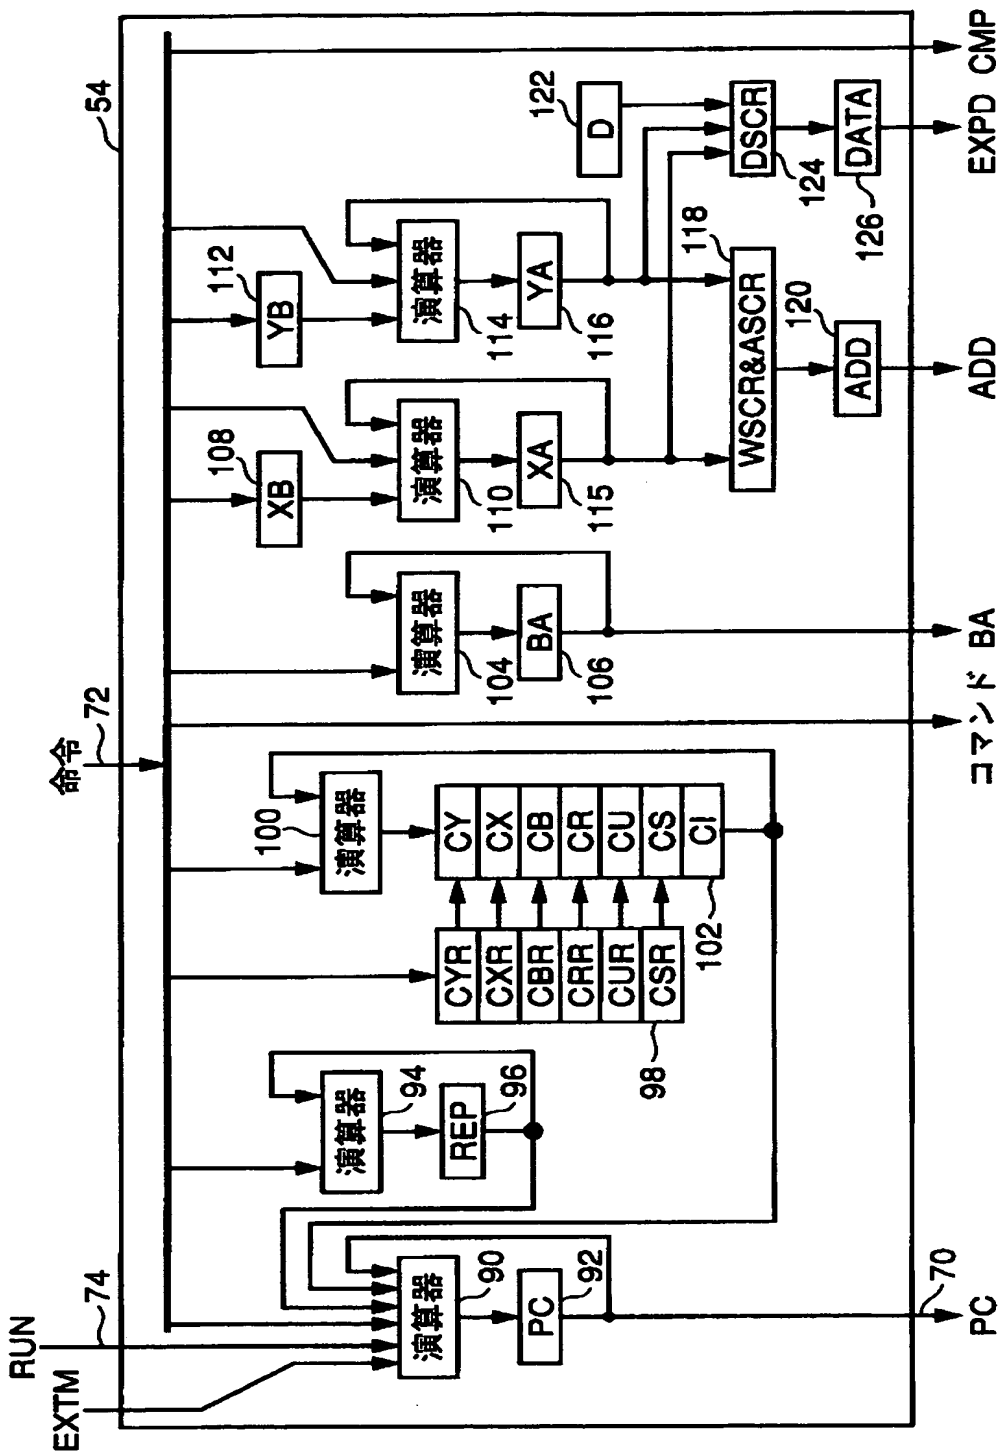 EXTM
RUN
74
命令
72
54
演算器
90
PC
92
70
PC
演算器
94
REP
96
CYR
CXR
CBR
CRR
CUR
CSR
98
演算器
100
CY
CX
CB
CR
CU
CS
CI
102
コマンド
演算器
104
BA
106
BA
XB
108
演算器
110
XA
115
YB
112
演算器
114
YA
116
WSCR&ASCR
118
ADD
120
ADD
D
122
DSCR
124
DATA
126
EXPD
CMP